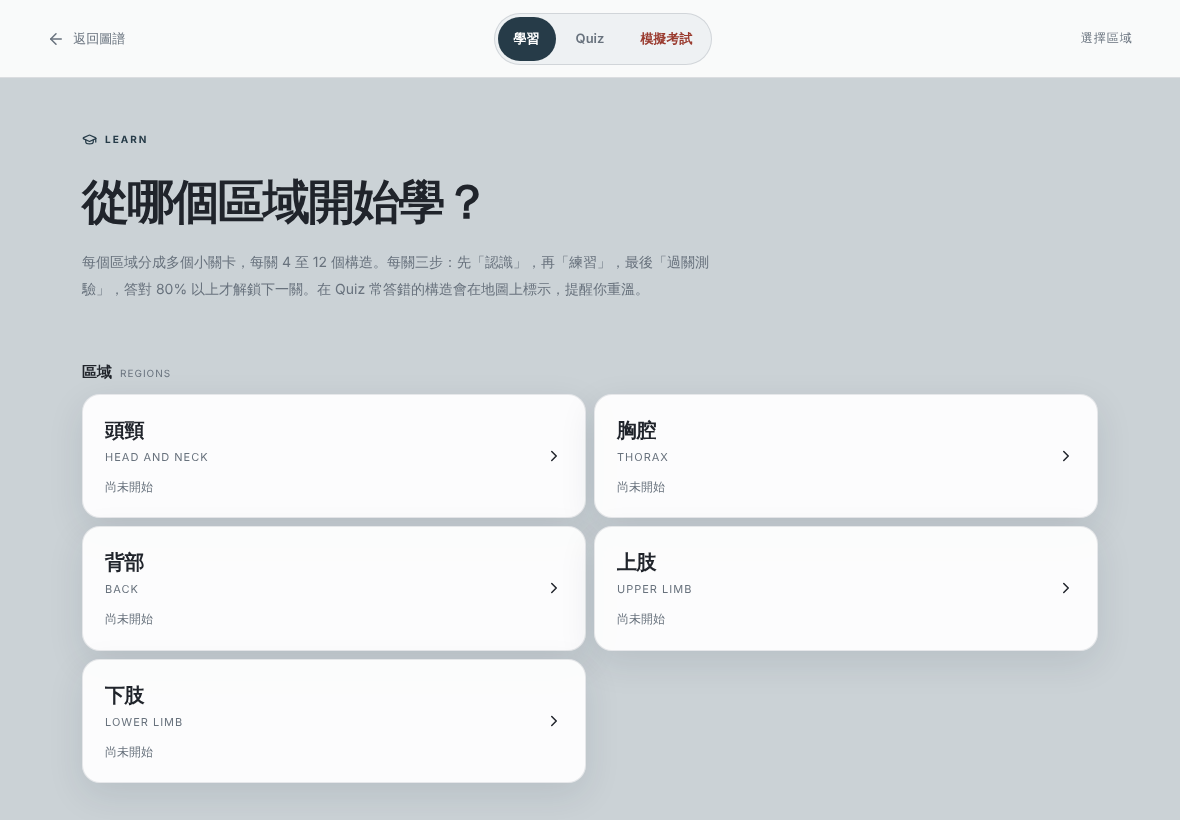 返回圖譜
學習
Quiz
模擬考試
選擇區域
LEARN
從哪個區域開始學？
每個區域分成多個小關卡，每關 4 至 12 個構造。每關三步：先「認識」，再「練習」，最後「過關測
驗」，答對 80% 以上才解鎖下一關。在 Quiz 常答錯的構造會在地圖上標示，提醒你重溫。
區域 REGIONS
頭頸
HEAD AND NECK
尚未開始
胸腔
THORAX
尚未開始
背部
BACK
尚未開始
上肢
UPPER LIMB
尚未開始
下肢
LOWER LIMB
尚未開始